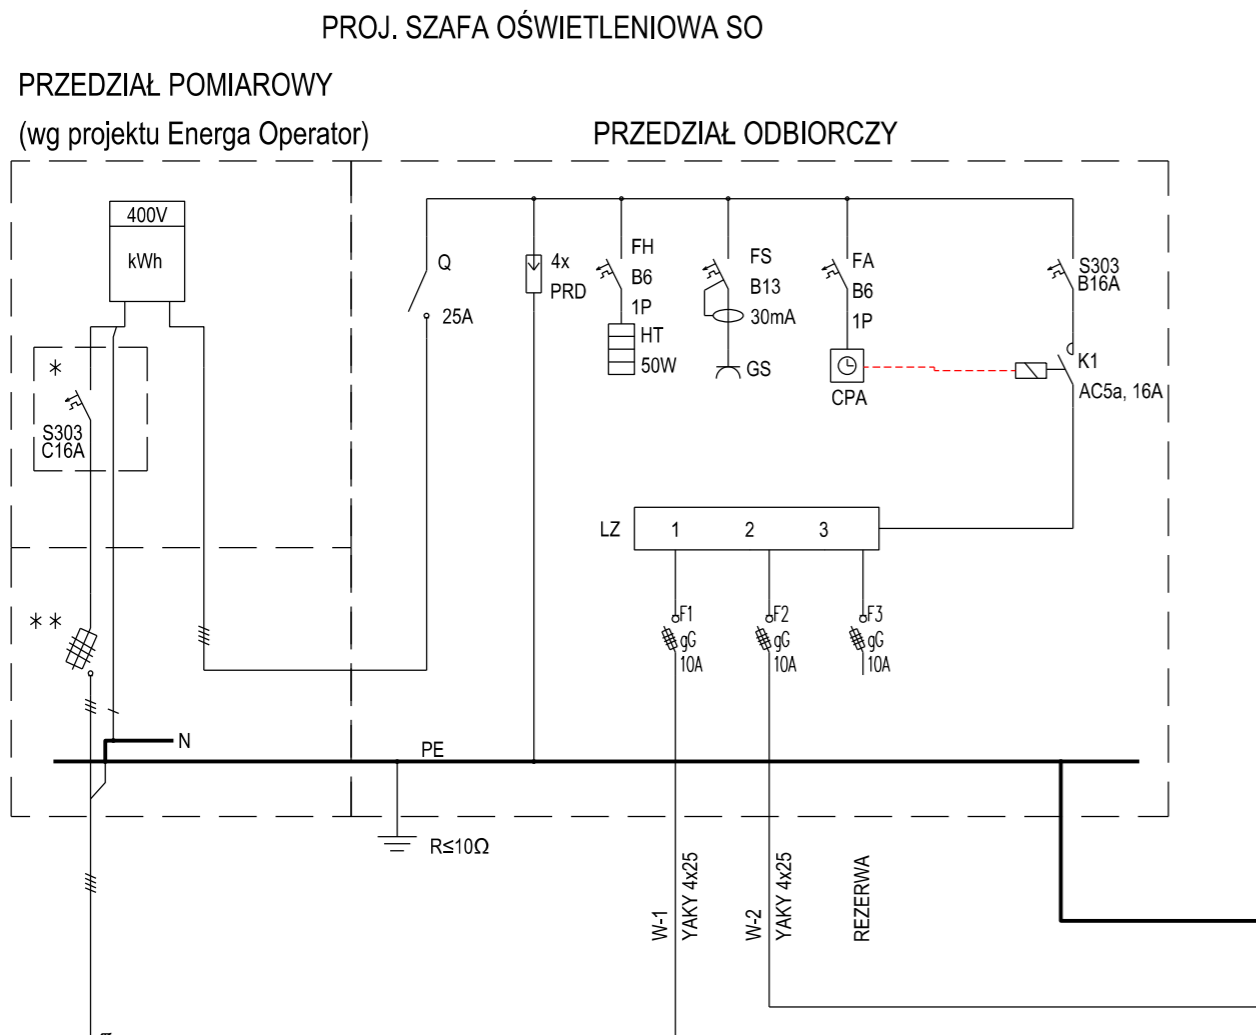 PROJ. SZAFA OŚWIETLENIOWA SO
PRZEDZIAŁ POMIAROWY
(wg projektu Energa Operator)
PRZEDZIAŁ ODBIORCZY
400V
kWh
*
S303
C16A
**
N
Q
25A
4x
PRD
FH
B6
1P
HT
50W
FS
B13
30mA
GS
FA
B6
1P
CPA
S303
B16A
K1
AC5a, 16A
LZ 1 2 3
F1
gG
10A
F2
gG
10A
F3
gG
10A
PE
R≤10Ω
W-1
YAKY 4x25
W-2
YAKY 4x25
REZERWA